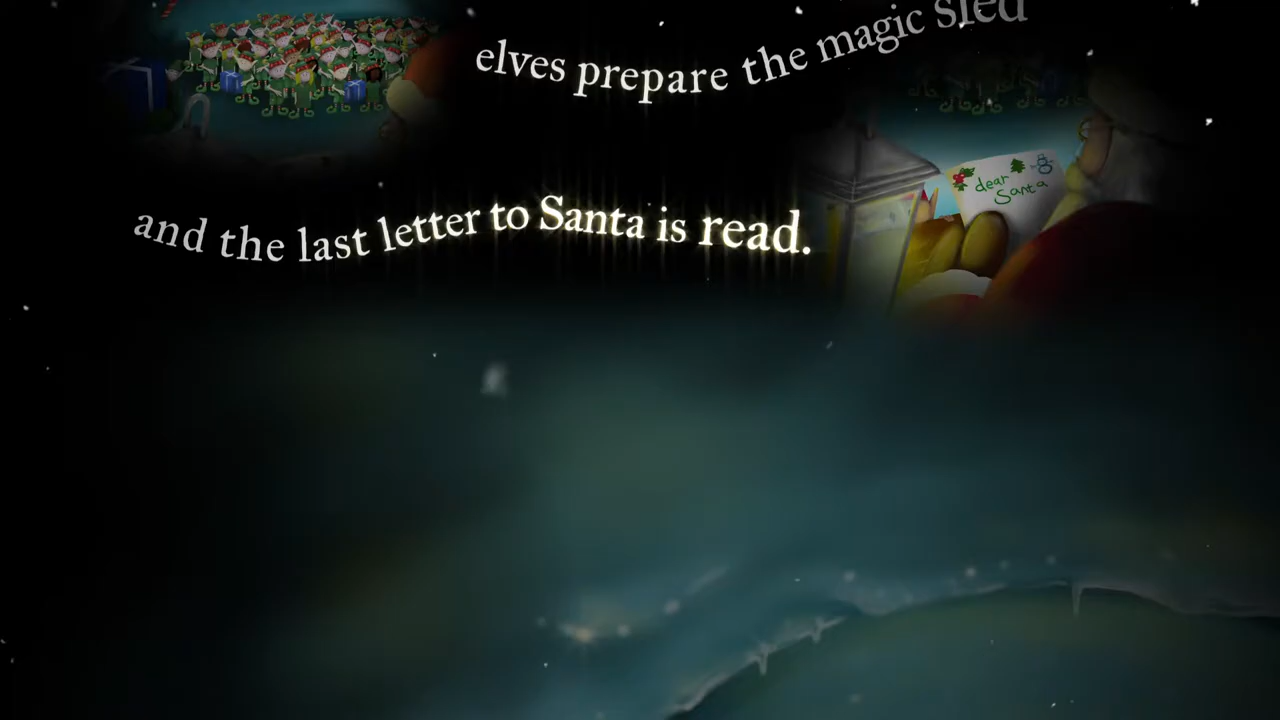 elves prepare the magic sled
and the last letter to Santa is read.
dear
Santa